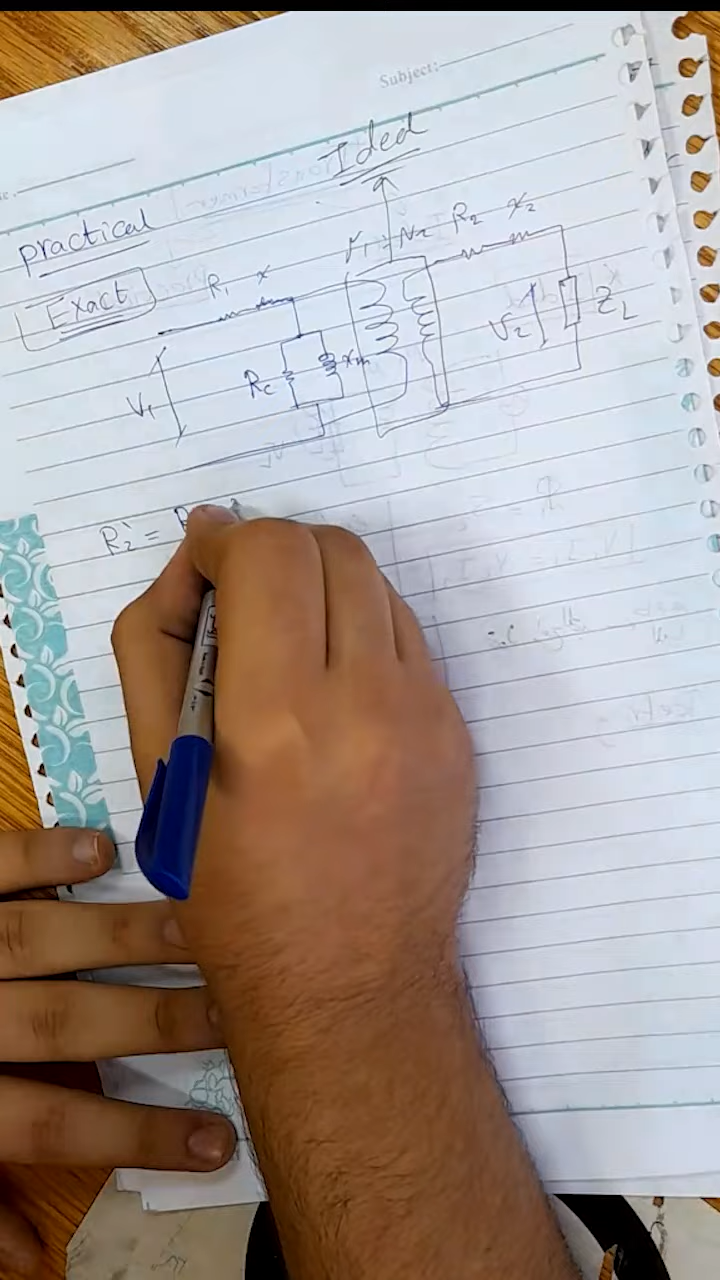 Subject:
Ideal
practical
Exact
N1 : N2 R2 x2
R1 x
V1 Rc xm V2 ZL
R2` = R